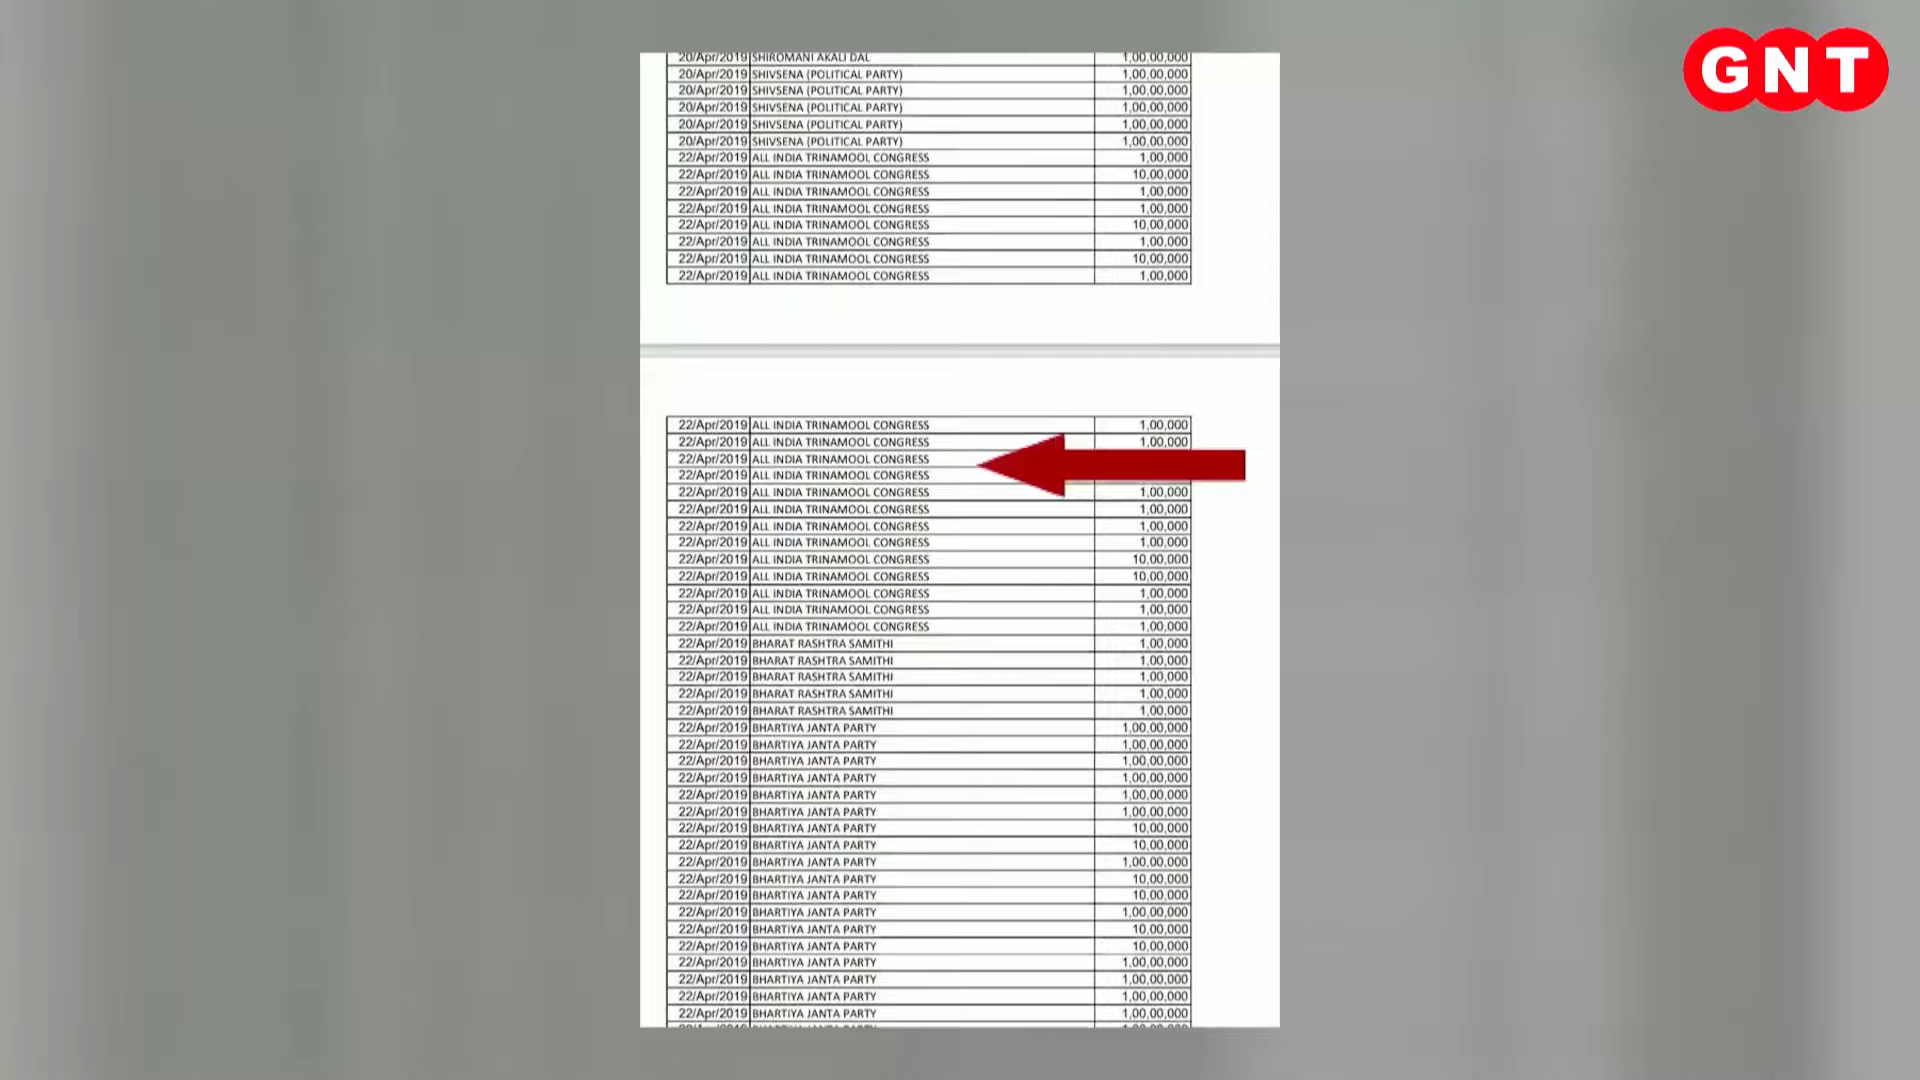 GNT
20/Apr/2019 SHIROMANI AKALI DAL 1,00,00,000
20/Apr/2019 SHIVSENA (POLITICAL PARTY) 1,00,00,000
20/Apr/2019 SHIVSENA (POLITICAL PARTY) 1,00,00,000
20/Apr/2019 SHIVSENA (POLITICAL PARTY) 1,00,00,000
20/Apr/2019 SHIVSENA (POLITICAL PARTY) 1,00,00,000
20/Apr/2019 SHIVSENA (POLITICAL PARTY) 1,00,00,000
22/Apr/2019 ALL INDIA TRINAMOOL CONGRESS 1,00,000
22/Apr/2019 ALL INDIA TRINAMOOL CONGRESS 10,00,000
22/Apr/2019 ALL INDIA TRINAMOOL CONGRESS 1,00,000
22/Apr/2019 ALL INDIA TRINAMOOL CONGRESS 1,00,000
22/Apr/2019 ALL INDIA TRINAMOOL CONGRESS 10,00,000
22/Apr/2019 ALL INDIA TRINAMOOL CONGRESS 1,00,000
22/Apr/2019 ALL INDIA TRINAMOOL CONGRESS 10,00,000
22/Apr/2019 ALL INDIA TRINAMOOL CONGRESS 1,00,000
22/Apr/2019 ALL INDIA TRINAMOOL CONGRESS 1,00,000
22/Apr/2019 ALL INDIA TRINAMOOL CONGRESS 1,00,000
22/Apr/2019 ALL INDIA TRINAMOOL CONGRESS
22/Apr/2019 ALL INDIA TRINAMOOL CONGRESS
22/Apr/2019 ALL INDIA TRINAMOOL CONGRESS 1,00,000
22/Apr/2019 ALL INDIA TRINAMOOL CONGRESS 1,00,000
22/Apr/2019 ALL INDIA TRINAMOOL CONGRESS 1,00,000
22/Apr/2019 ALL INDIA TRINAMOOL CONGRESS 1,00,000
22/Apr/2019 ALL INDIA TRINAMOOL CONGRESS 10,00,000
22/Apr/2019 ALL INDIA TRINAMOOL CONGRESS 10,00,000
22/Apr/2019 ALL INDIA TRINAMOOL CONGRESS 1,00,000
22/Apr/2019 ALL INDIA TRINAMOOL CONGRESS 1,00,000
22/Apr/2019 ALL INDIA TRINAMOOL CONGRESS 1,00,000
22/Apr/2019 BHARAT RASHTRA SAMITHI 1,00,000
22/Apr/2019 BHARAT RASHTRA SAMITHI 1,00,000
22/Apr/2019 BHARAT RASHTRA SAMITHI 1,00,000
22/Apr/2019 BHARAT RASHTRA SAMITHI 1,00,000
22/Apr/2019 BHARAT RASHTRA SAMITHI 1,00,000
22/Apr/2019 BHARTIYA JANTA PARTY 1,00,00,000
22/Apr/2019 BHARTIYA JANTA PARTY 1,00,00,000
22/Apr/2019 BHARTIYA JANTA PARTY 1,00,00,000
22/Apr/2019 BHARTIYA JANTA PARTY 1,00,00,000
22/Apr/2019 BHARTIYA JANTA PARTY 1,00,00,000
22/Apr/2019 BHARTIYA JANTA PARTY 1,00,00,000
22/Apr/2019 BHARTIYA JANTA PARTY 10,00,000
22/Apr/2019 BHARTIYA JANTA PARTY 10,00,000
22/Apr/2019 BHARTIYA JANTA PARTY 1,00,00,000
22/Apr/2019 BHARTIYA JANTA PARTY 10,00,000
22/Apr/2019 BHARTIYA JANTA PARTY 10,00,000
22/Apr/2019 BHARTIYA JANTA PARTY 1,00,00,000
22/Apr/2019 BHARTIYA JANTA PARTY 10,00,000
22/Apr/2019 BHARTIYA JANTA PARTY 10,00,000
22/Apr/2019 BHARTIYA JANTA PARTY 1,00,00,000
22/Apr/2019 BHARTIYA JANTA PARTY 1,00,00,000
22/Apr/2019 BHARTIYA JANTA PARTY 1,00,00,000
22/Apr/2019 BHARTIYA JANTA PARTY 1,00,00,000